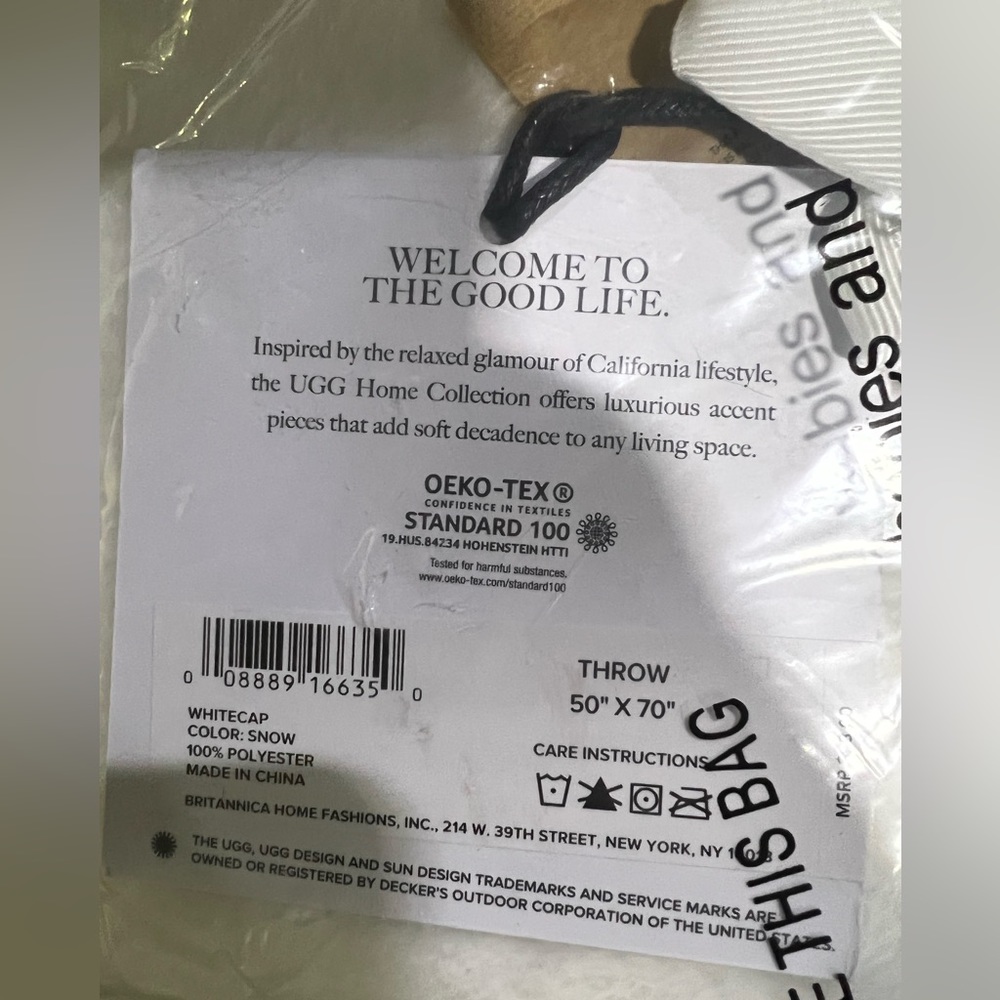 WELCOME TO
THE GOOD LIFE.
Inspired by the relaxed glamour of California lifestyle,
the UGG Home Collection offers luxurious accent
pieces that add soft decadence to any living space.
OEKO-TEX®
CONFIDENCE IN TEXTILES
STANDARD 100
19.HUS.84234 HOHENSTEIN HTTI
Tested for harmful substances.
www.oeko-tex.com/standard100
0 08889 16635 0
WHITECAP
COLOR: SNOW
100% POLYESTER
MADE IN CHINA
THROW
50" X 70"
CARE INSTRUCTIONS
MSRP
BRITANNICA HOME FASHIONS, INC., 214 W. 39TH STREET, NEW YORK, NY
THE UGG, UGG DESIGN AND SUN DESIGN TRADEMARKS AND SERVICE MARKS ARE
OWNED OR REGISTERED BY DECKER'S OUTDOOR CORPORATION OF THE UNITED STATES.
and
THIS BAG